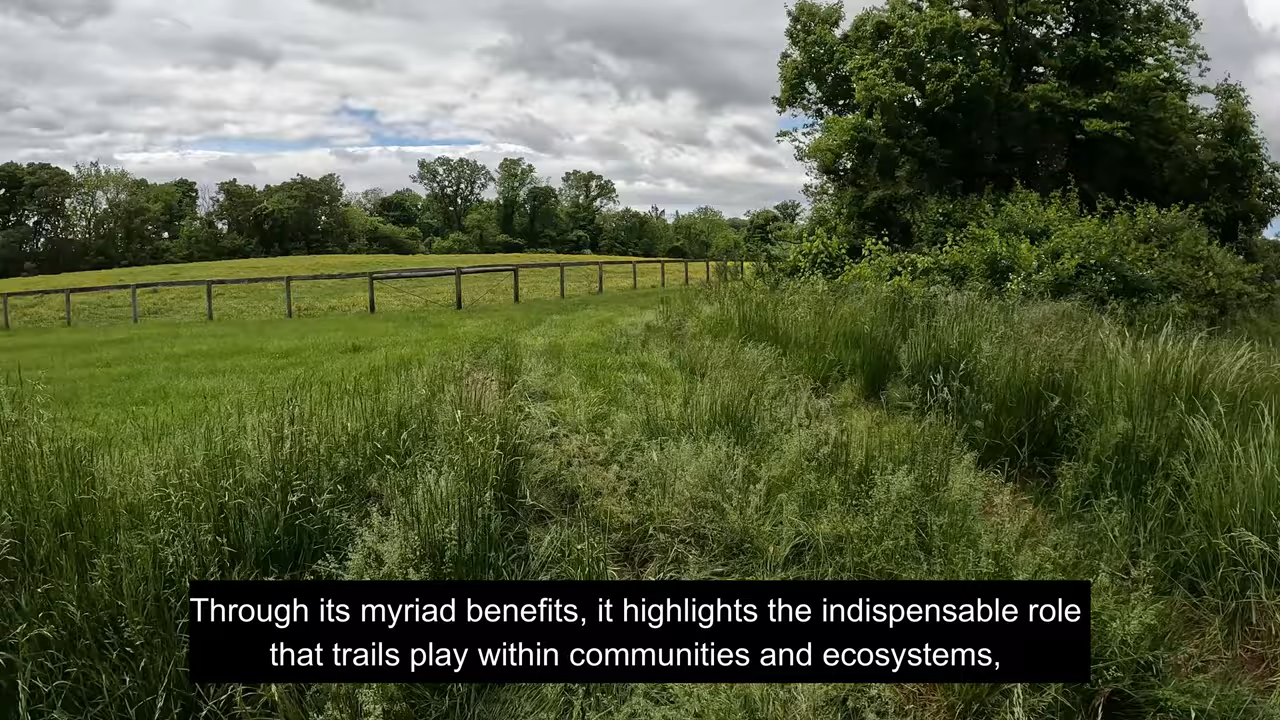 Through its myriad benefits, it highlights the indispensable role
that trails play within communities and ecosystems,